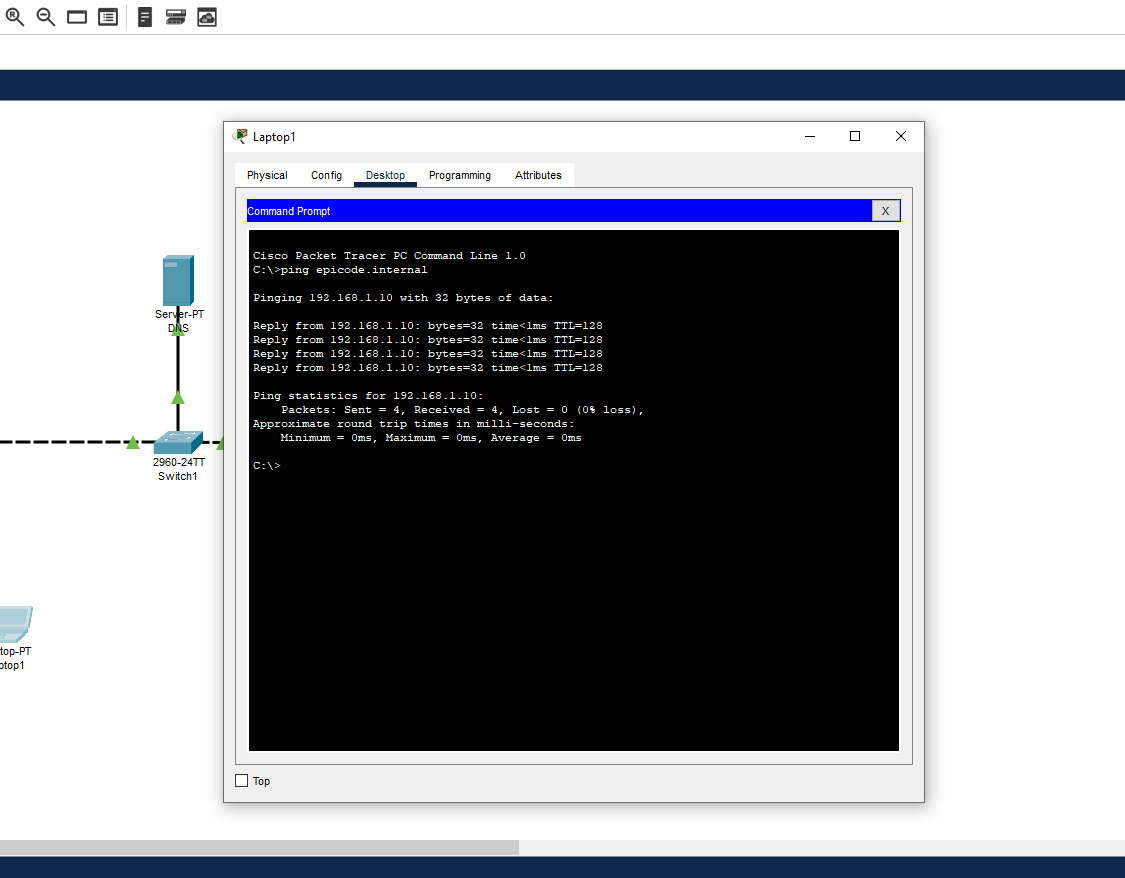 Laptop1
Physical Config Desktop Programming Attributes
Command Prompt X
Cisco Packet Tracer PC Command Line 1.0
C:\>ping epicode.internal
Pinging 192.168.1.10 with 32 bytes of data:
Reply from 192.168.1.10: bytes=32 time<1ms TTL=128
Reply from 192.168.1.10: bytes=32 time<1ms TTL=128
Reply from 192.168.1.10: bytes=32 time<1ms TTL=128
Reply from 192.168.1.10: bytes=32 time<1ms TTL=128
Ping statistics for 192.168.1.10:
Packets: Sent = 4, Received = 4, Lost = 0 (0% loss),
Approximate round trip times in milli-seconds:
Minimum = 0ms, Maximum = 0ms, Average = 0ms
C:\>
Top
Server-PT
DNS
2960-24TT
Switch1
top-PT
ptop1